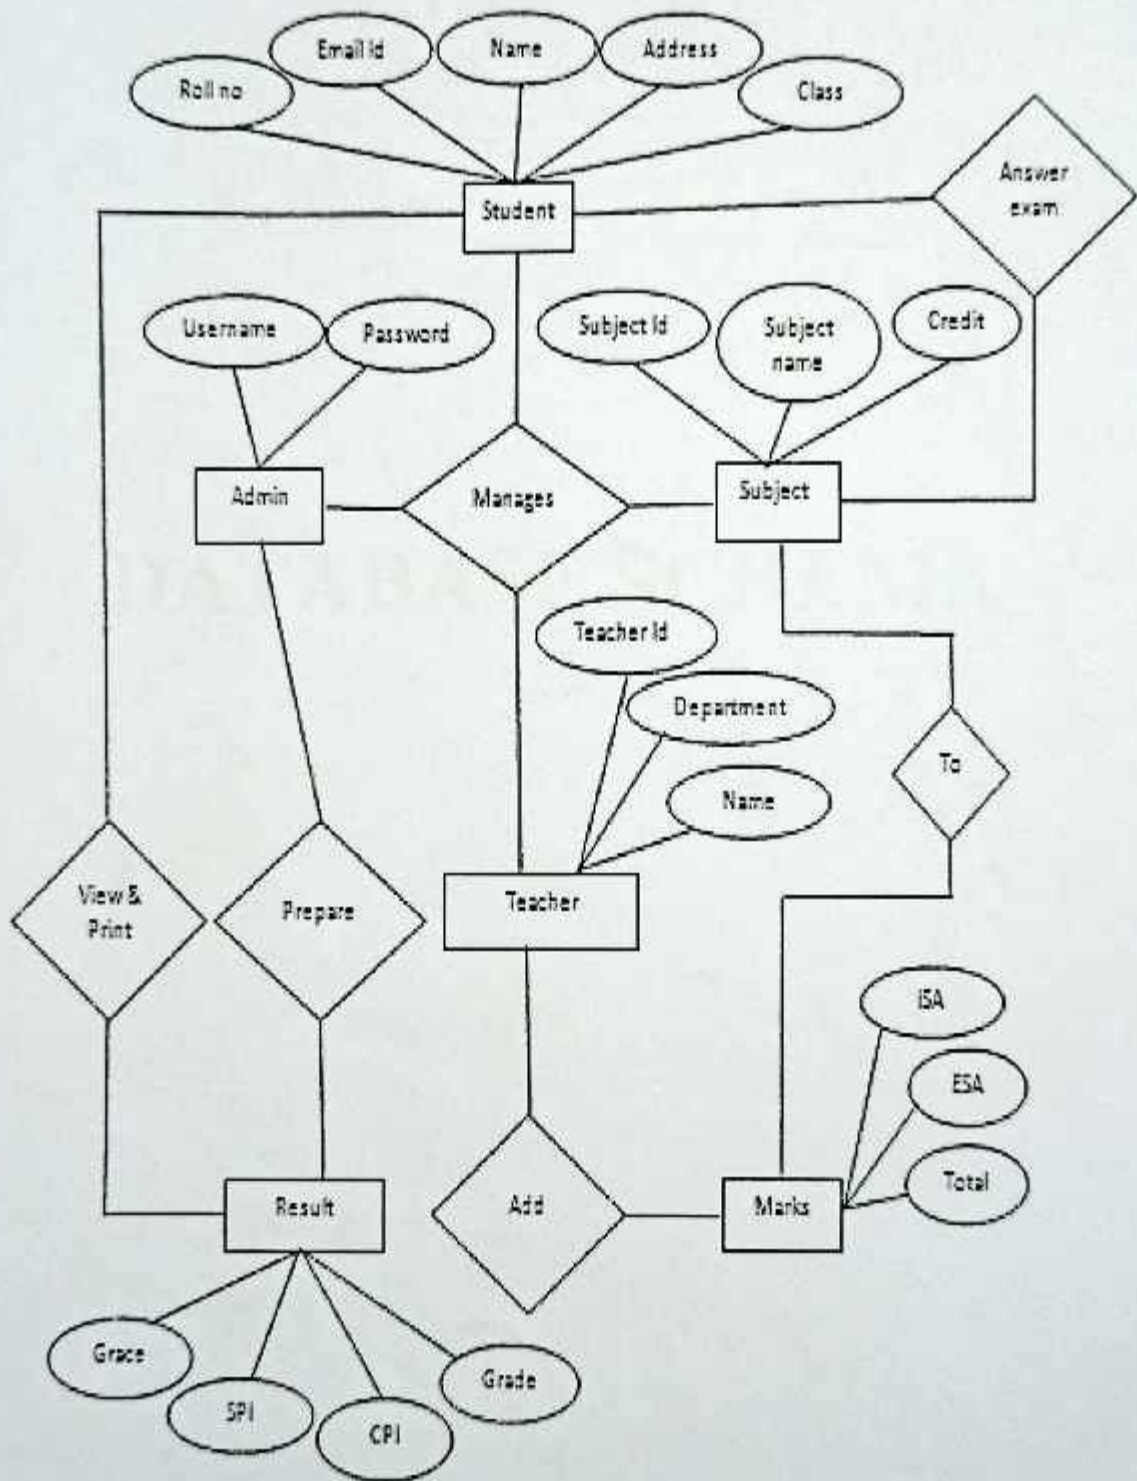 Email Id
Name
Address
Roll no
Class
Answer
exam
Student
Username
Password
Subject Id
Subject
name
Credit
Admin
Manages
Subject
Teacher Id
Department
Name
To
View &
Print
Prepare
Teacher
ISA
ESA
Total
Result
Add
Marks
Grace
SPI
CPI
Grade